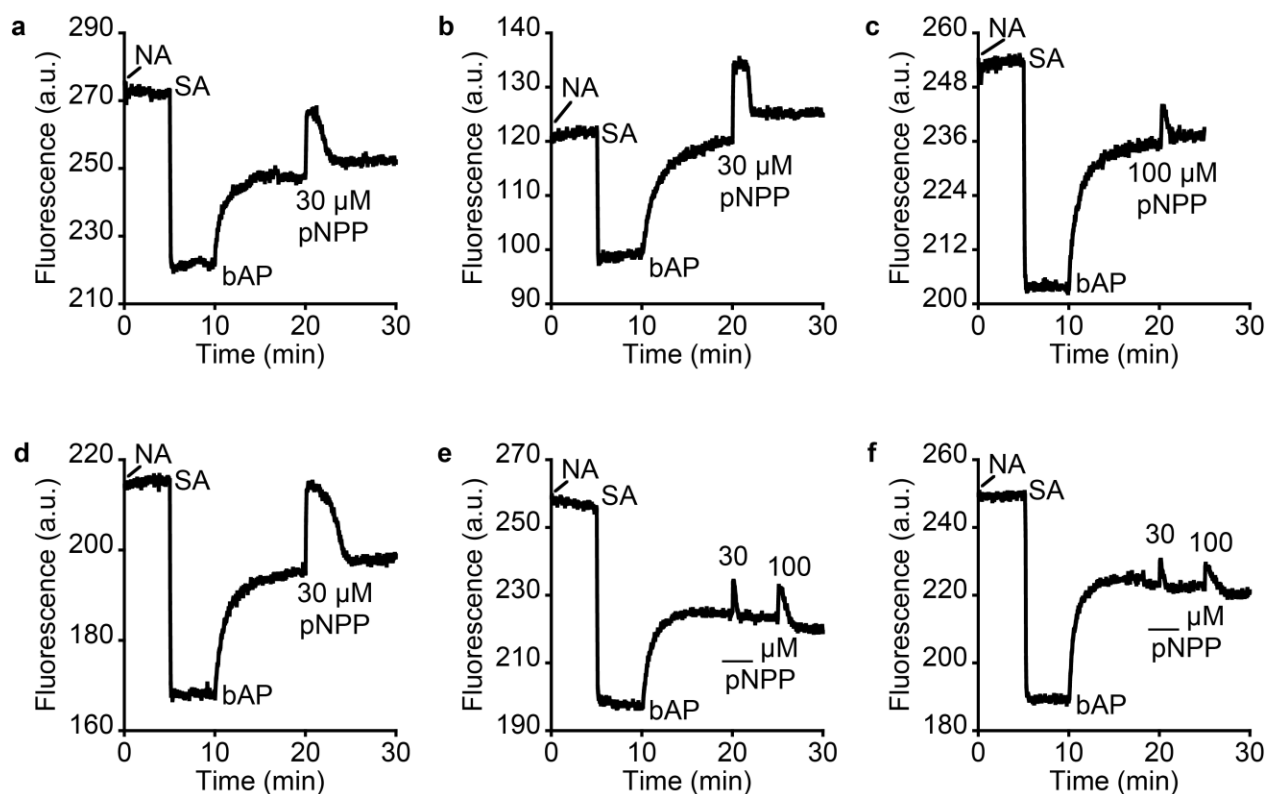 a
290
270
250
230
210
Fluorescence (a.u.)
NA
SA
bAP
30 µM
pNPP
0 10 20 30
Time (min)
b
140
130
120
110
100
90
Fluorescence (a.u.)
NA
SA
bAP
30 µM
pNPP
0 10 20 30
Time (min)
c
260
248
236
224
212
200
Fluorescence (a.u.)
NA
SA
bAP
100 µM
pNPP
0 10 20 30
Time (min)
d
220
200
180
160
Fluorescence (a.u.)
NA
SA
bAP
30 µM
pNPP
0 10 20 30
Time (min)
e
270
250
230
210
190
Fluorescence (a.u.)
NA
SA
bAP
30 100
__ µM
pNPP
0 10 20 30
Time (min)
f
260
240
220
200
180
Fluorescence (a.u.)
NA
SA
bAP
30 100
__ µM
pNPP
0 10 20 30
Time (min)